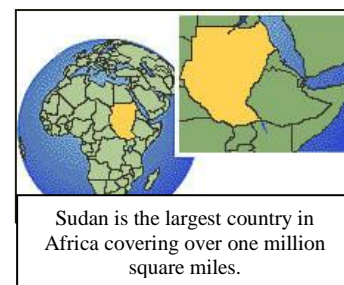 Sudan is the largest country in
Africa covering over one million
square miles.